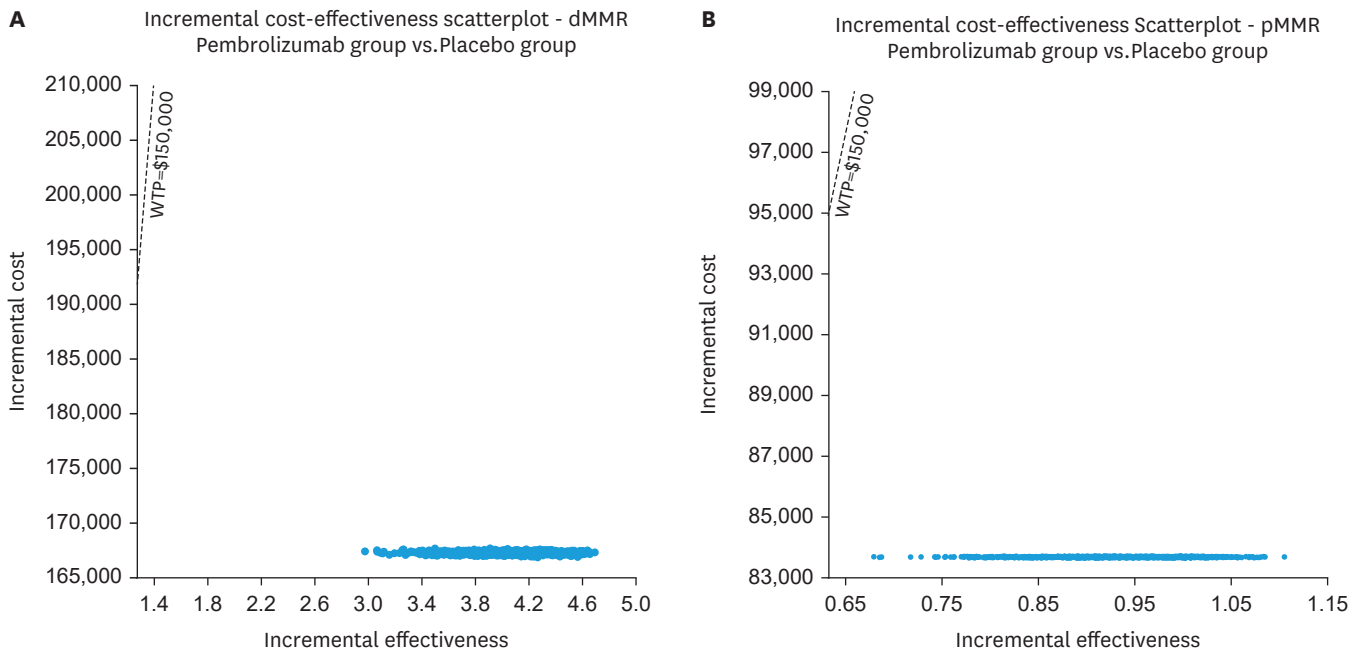 A
Incremental cost-effectiveness scatterplot - dMMR
Pembrolizumab group vs.Placebo group
210,000
205,000
200,000
195,000
190,000
185,000
180,000
175,000
170,000
165,000
Incremental cost
WTP=$150,000
1.4 1.8 2.2 2.6 3.0 3.4 3.8 4.2 4.6 5.0
Incremental effectiveness
B
Incremental cost-effectiveness Scatterplot - pMMR
Pembrolizumab group vs.Placebo group
99,000
97,000
95,000
93,000
91,000
89,000
87,000
85,000
83,000
Incremental cost
WTP=$150,000
0.65 0.75 0.85 0.95 1.05 1.15
Incremental effectiveness